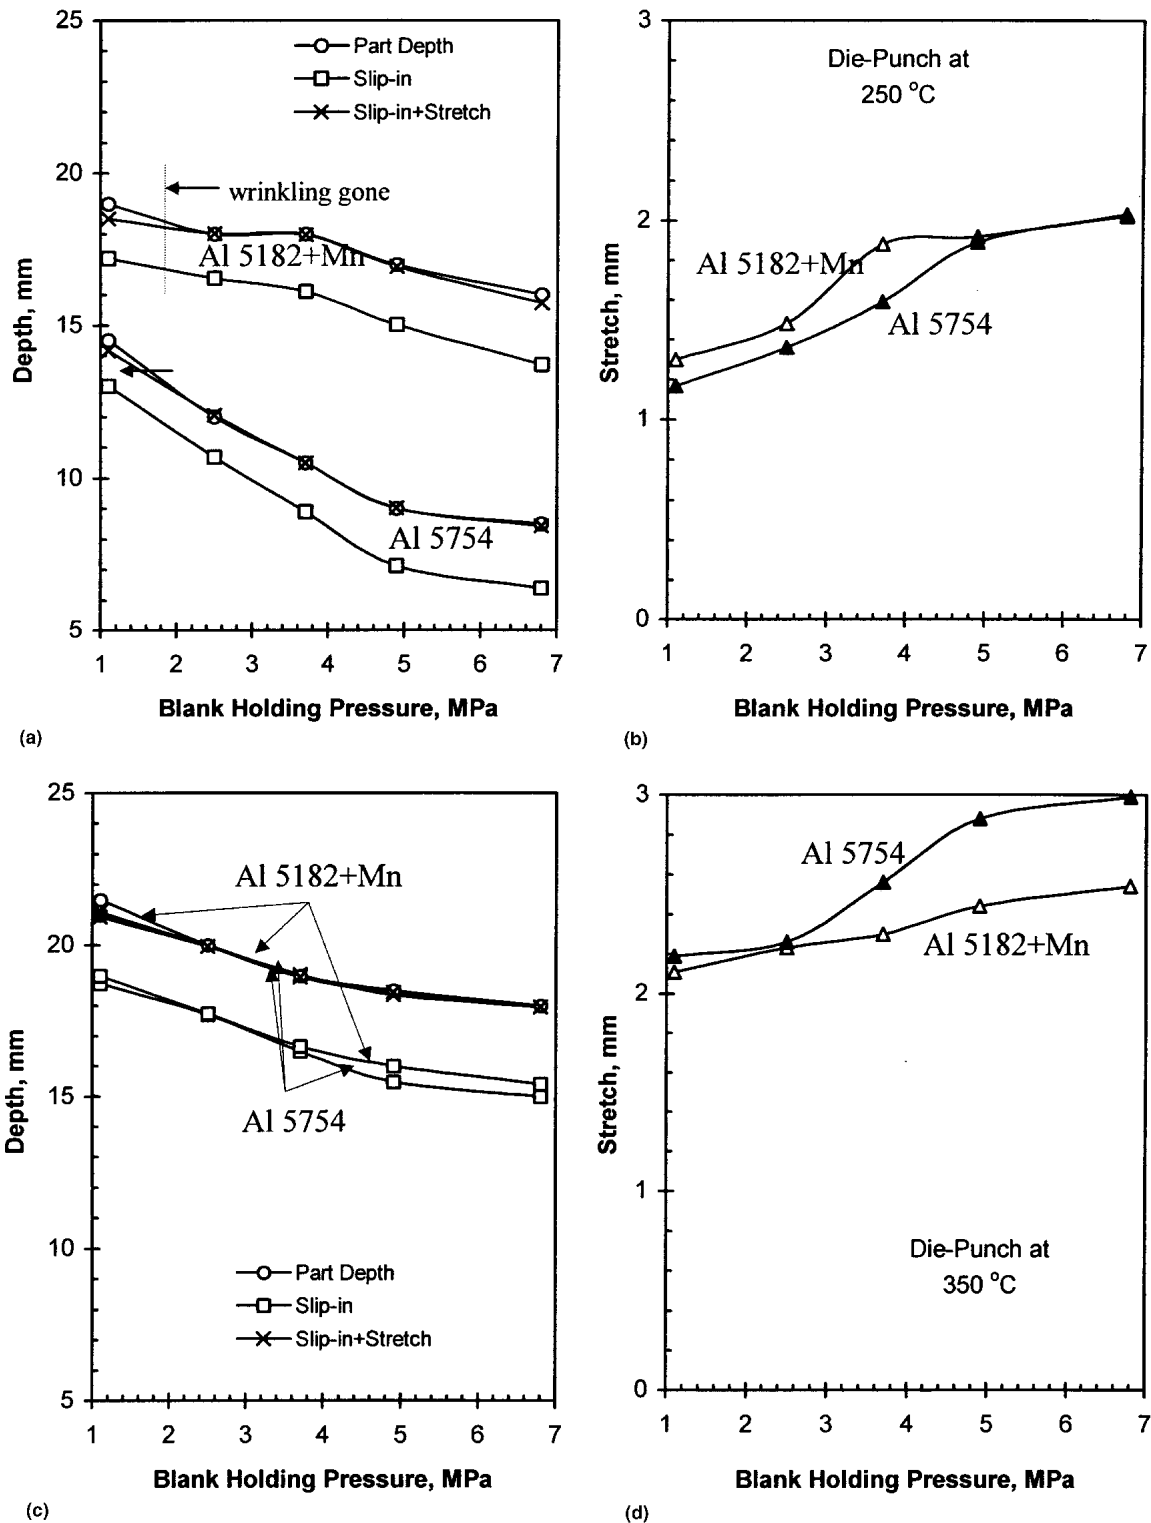 25
20
15
10
5
Depth, mm
Part Depth
Slip-in
Slip-in+Stretch
wrinkling gone
Al 5182+Mn
Al 5754
1 2 3 4 5 6 7
Blank Holding Pressure, MPa
(a)
3
2
1
0
Stretch, mm
Die-Punch at
250 °C
Al 5182+Mn
Al 5754
1 2 3 4 5 6 7
Blank Holding Pressure, MPa
(b)
25
20
15
10
5
Depth, mm
Al 5182+Mn
Al 5754
Part Depth
Slip-in
Slip-in+Stretch
1 2 3 4 5 6 7
Blank Holding Pressure, MPa
(c)
3
2
1
0
Stretch, mm
Al 5754
Al 5182+Mn
Die-Punch at
350 °C
1 2 3 4 5 6 7
Blank Holding Pressure, MPa
(d)